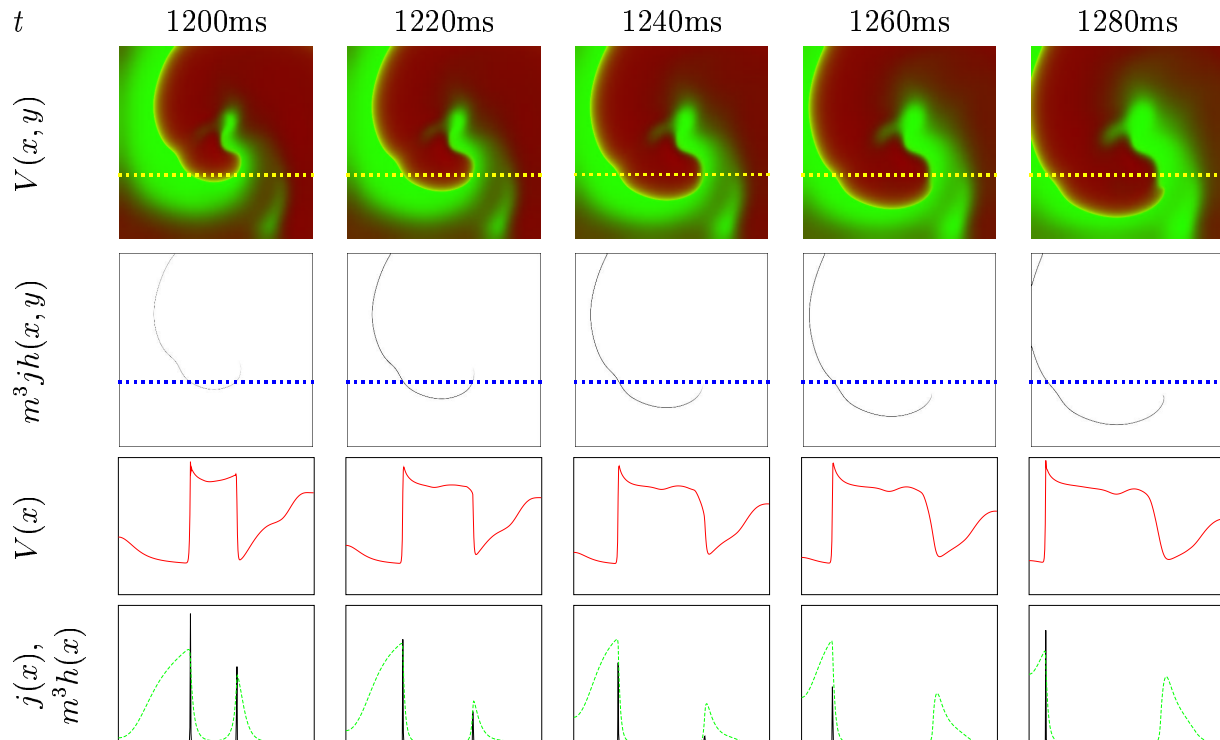 t 1200ms 1220ms 1240ms 1260ms 1280ms
V(x, y)
m³jh(x, y)
V(x)
j(x),
m³h(x)